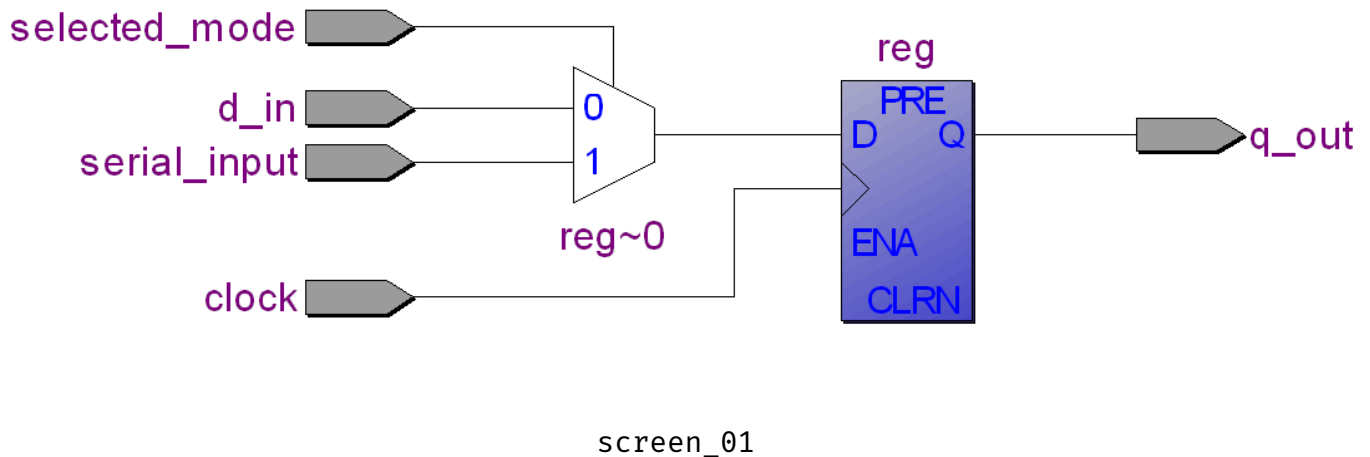 selected_mode
reg
d_in
0
PRE
D
Q
q_out
serial_input
1
reg~0
ENA
clock
CLRN
screen_01